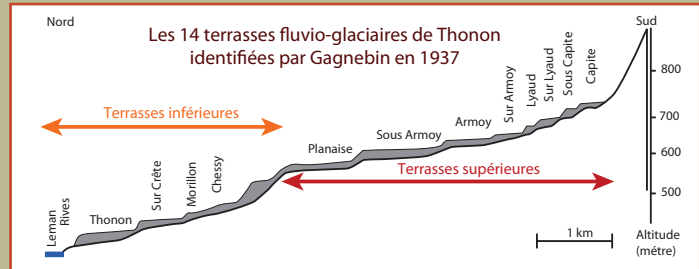 Nord
Sud
Les 14 terrasses fluvio-glaciaires de Thonon
identifiées par Gagnebin en 1937
Terrasses inférieures
Terrasses supérieures
Leman
Rives
Thonon
Sur Crête
Morillon
Chessy
Planaise
Sous Armoy
Armoy
Sur Armoy
Lyaud
Sur Lyaud
Sous Capite
Capite
800
700
600
500
1 km
Altitude
(métre)